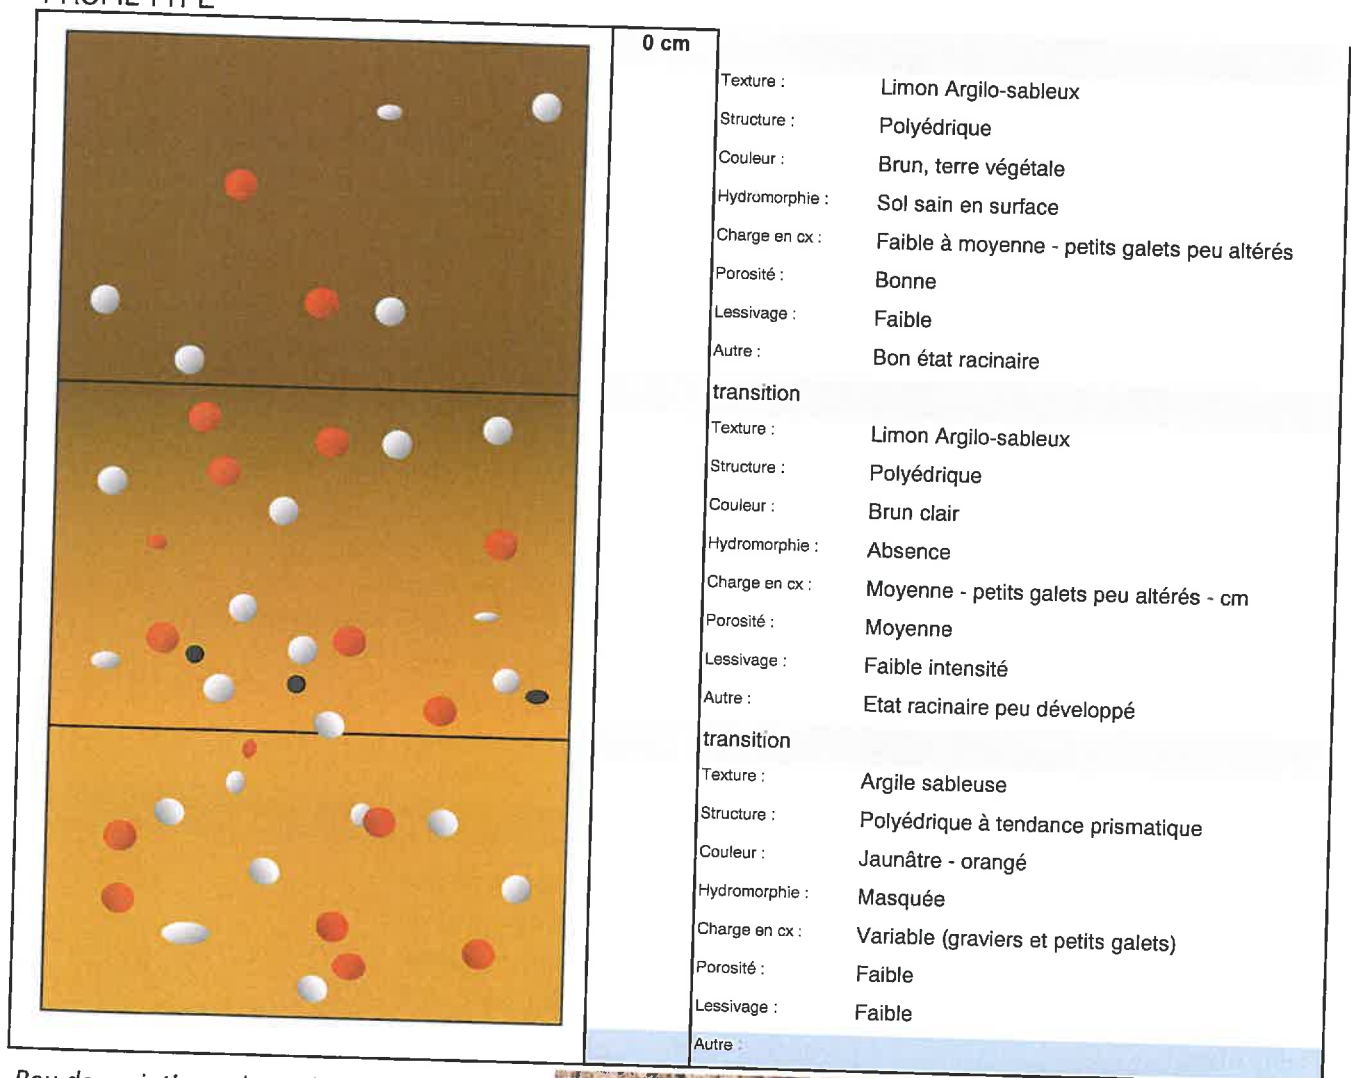 PROFIL TYPE
0 cm
Texture : Limon Argilo-sableux
Structure : Polyédrique
Couleur : Brun, terre végétale
Hydromorphie : Sol sain en surface
Charge en cx : Faible à moyenne - petits galets peu altérés
Porosité : Bonne
Lessivage : Faible
Autre : Bon état racinaire
transition
Texture : Limon Argilo-sableux
Structure : Polyédrique
Couleur : Brun clair
Hydromorphie : Absence
Charge en cx : Moyenne - petits galets peu altérés - cm
Porosité : Moyenne
Lessivage : Faible intensité
Autre : Etat racinaire peu développé
transition
Texture : Argile sableuse
Structure : Polyédrique à tendance prismatique
Couleur : Jaunâtre - orangé
Hydromorphie : Masquée
Charge en cx : Variable (graviers et petits galets)
Porosité : Faible
Lessivage : Faible
Autre :
Peu de